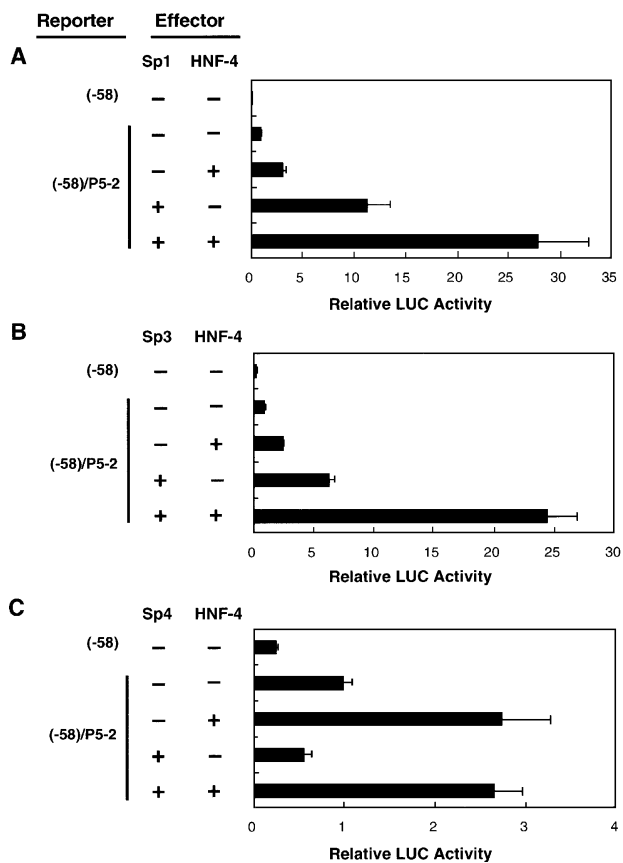 Reporter Effector
A
Sp1 HNF-4
(-58) − −
− −
(-58)/P5-2 − +
+ −
+ +
0 5 10 15 20 25 30 35
Relative LUC Activity
B
Sp3 HNF-4
(-58) − −
− −
(-58)/P5-2 − +
+ −
+ +
0 5 10 15 20 25 30
Relative LUC Activity
C
Sp4 HNF-4
(-58) − −
− −
(-58)/P5-2 − +
+ −
+ +
0 1 2 3 4
Relative LUC Activity